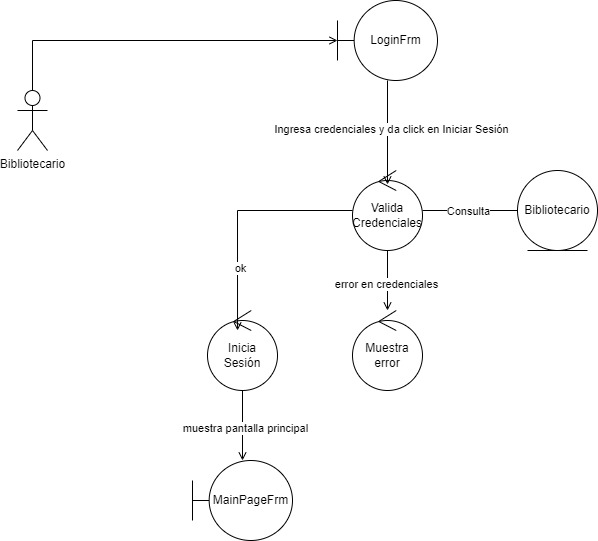 LoginFrm
Ingresa credenciales y da click en Iniciar Sesión
Bibliotecario
Valida
Credenciales
Consulta
Bibliotecario
ok
error en credenciales
Inicia
Sesión
Muestra
error
muestra pantalla principal
MainPageFrm